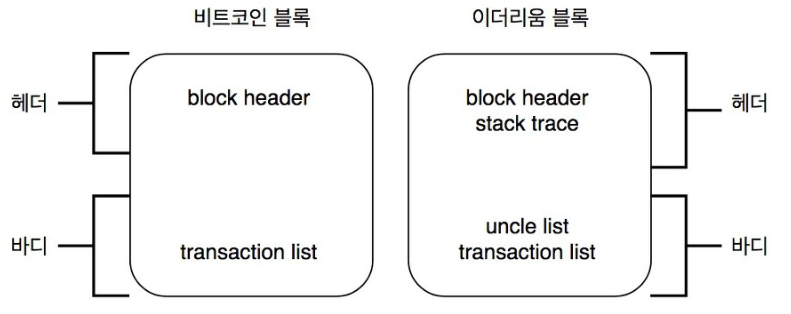 비트코인 블록
이더리움 블록
헤더
block header
block header
stack trace
헤더
바디
transaction list
uncle list
transaction list
바디